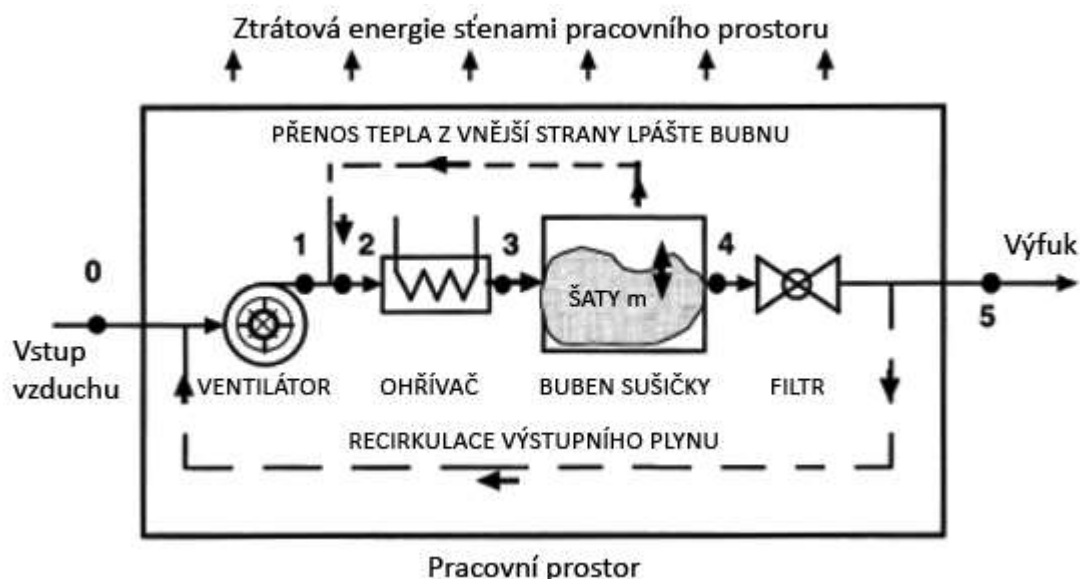 Ztrátová energie sťenami pracovního prostoru
PŘENOS TEPLA Z VNĚJŠÍ STRANY LPÁŠTE BUBNU
0
1
2
3
4
5
Výfuk
ŠATY m
Vstup
vzduchu
VENTILÁTOR
OHŘÍVAČ
BUBEN SUŠIČKY
FILTR
RECIRKULACE VÝSTUPNÍHO PLYNU
Pracovní prostor